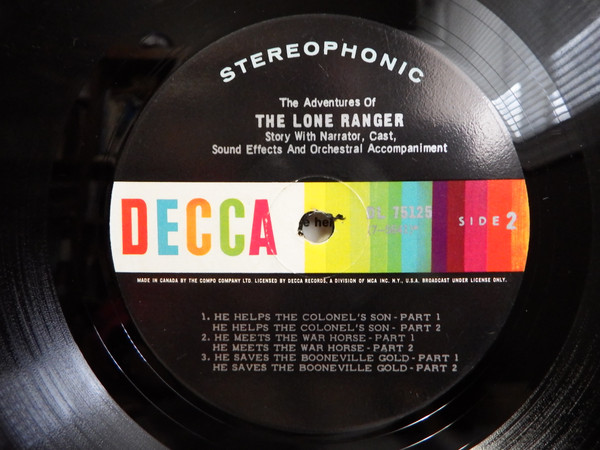 STEREOPHONIC
The Adventures Of
THE LONE RANGER
Story With Narrator, Cast,
Sound Effects And Orchestral Accompaniment
DECCA
DL 75125
SIDE 2
MADE IN CANADA BY THE COMPO COMPANY LTD. LICENSED BY DECCA RECORDS, A DIVISION OF MCA INC. N.Y., U.S.A. BROADCAST UNDER LICENSE ONLY.
1. HE HELPS THE COLONEL'S SON - PART 1
HE HELPS THE COLONEL'S SON - PART 2
2. HE MEETS THE WAR HORSE - PART 1
HE MEETS THE WAR HORSE - PART 2
3. HE SAVES THE BOONEVILLE GOLD - PART 1
HE SAVES THE BOONEVILLE GOLD - PART 2